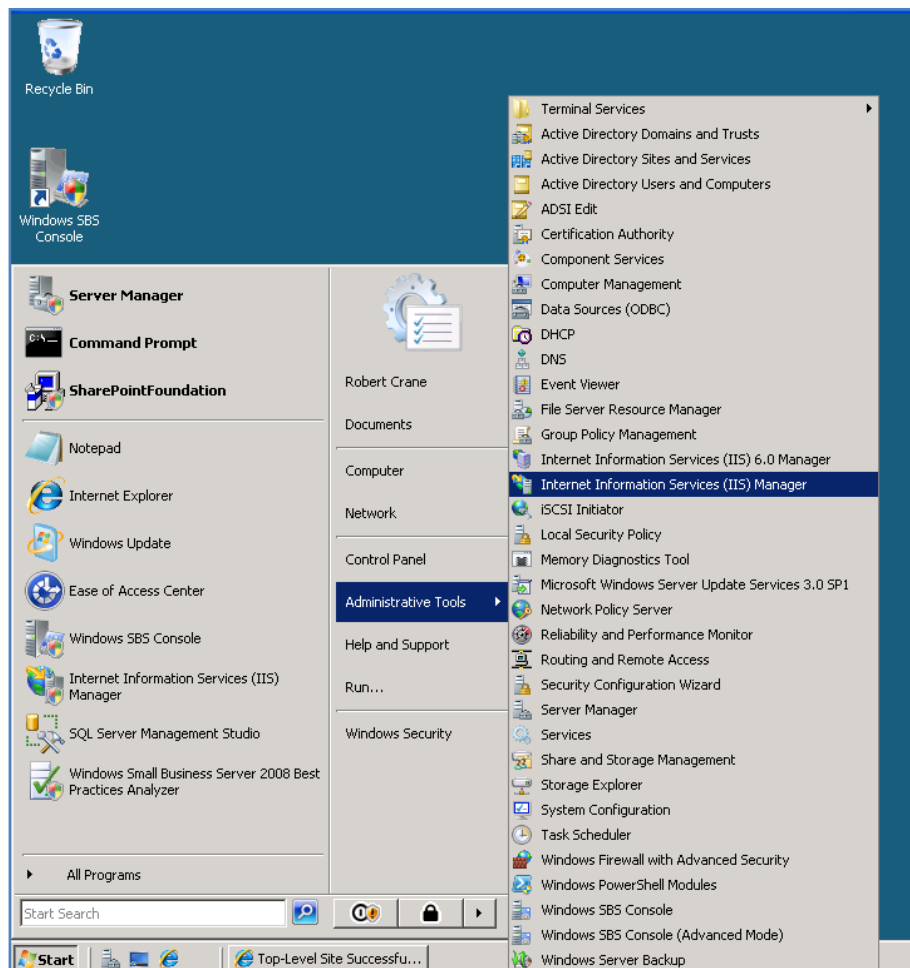 Recycle Bin
Windows SBS
Console
Server Manager
Command Prompt
SharePointFoundation
Notepad
Internet Explorer
Windows Update
Ease of Access Center
Windows SBS Console
Internet Information Services (IIS)
Manager
SQL Server Management Studio
Windows Small Business Server 2008 Best
Practices Analyzer
All Programs
Start Search
Robert Crane
Documents
Computer
Network
Control Panel
Administrative Tools
Help and Support
Run...
Windows Security
Terminal Services
Active Directory Domains and Trusts
Active Directory Sites and Services
Active Directory Users and Computers
ADSI Edit
Certification Authority
Component Services
Computer Management
Data Sources (ODBC)
DHCP
DNS
Event Viewer
File Server Resource Manager
Group Policy Management
Internet Information Services (IIS) 6.0 Manager
Internet Information Services (IIS) Manager
iSCSI Initiator
Local Security Policy
Memory Diagnostics Tool
Microsoft Windows Server Update Services 3.0 SP1
Network Policy Server
Reliability and Performance Monitor
Routing and Remote Access
Security Configuration Wizard
Server Manager
Services
Share and Storage Management
Storage Explorer
System Configuration
Task Scheduler
Windows Firewall with Advanced Security
Windows PowerShell Modules
Windows SBS Console
Windows SBS Console (Advanced Mode)
Windows Server Backup
Start
Top-Level Site Successfu...